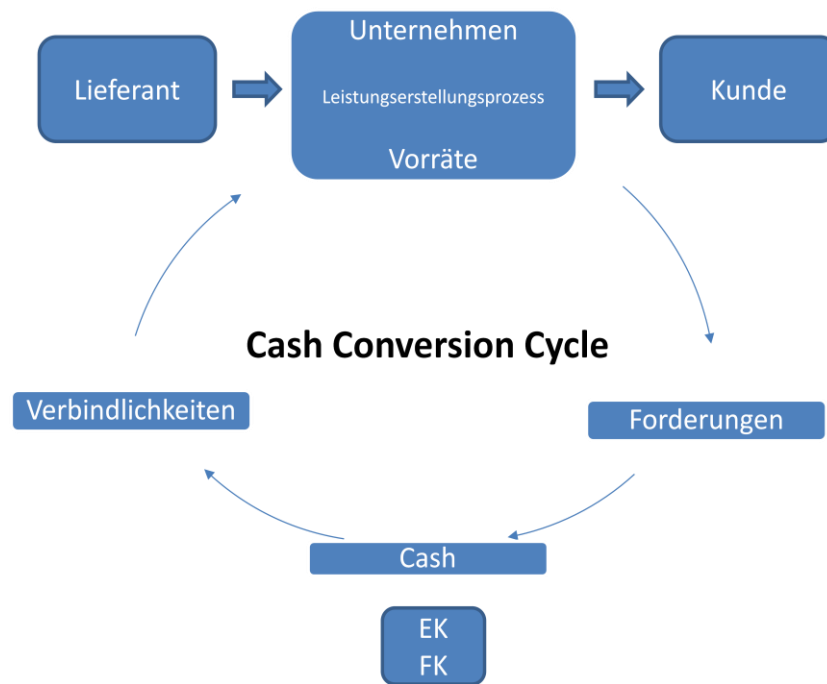 Unternehmen
Lieferant
Leistungserstellungsprozess
Kunde
Vorräte
Cash Conversion Cycle
Verbindlichkeiten
Forderungen
Cash
EK
FK